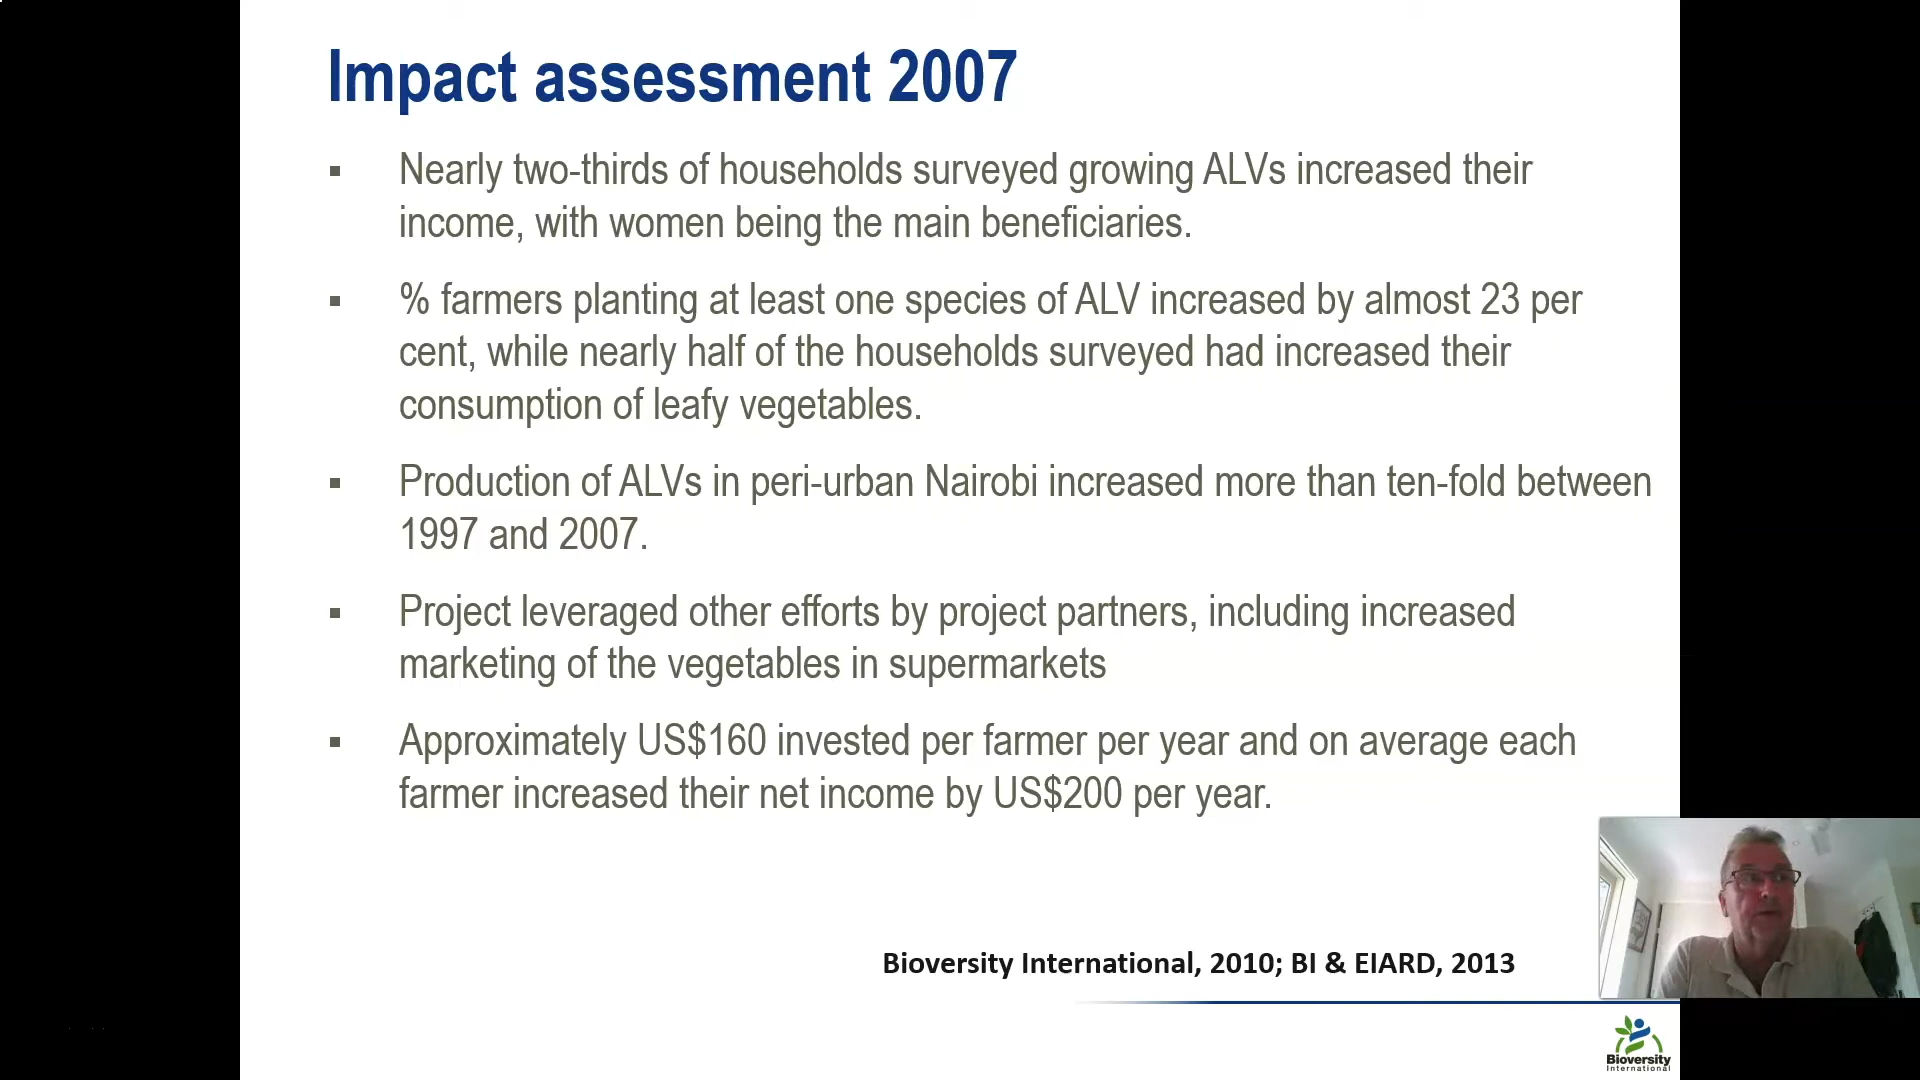 Impact assessment 2007
▪ Nearly two-thirds of households surveyed growing ALVs increased their
income, with women being the main beneficiaries.
▪ % farmers planting at least one species of ALV increased by almost 23 per
cent, while nearly half of the households surveyed had increased their
consumption of leafy vegetables.
▪ Production of ALVs in peri-urban Nairobi increased more than ten-fold between
1997 and 2007.
▪ Project leveraged other efforts by project partners, including increased
marketing of the vegetables in supermarkets
▪ Approximately US$160 invested per farmer per year and on average each
farmer increased their net income by US$200 per year.
Bioversity International, 2010; BI & EIARD, 2013
Bioversity
International